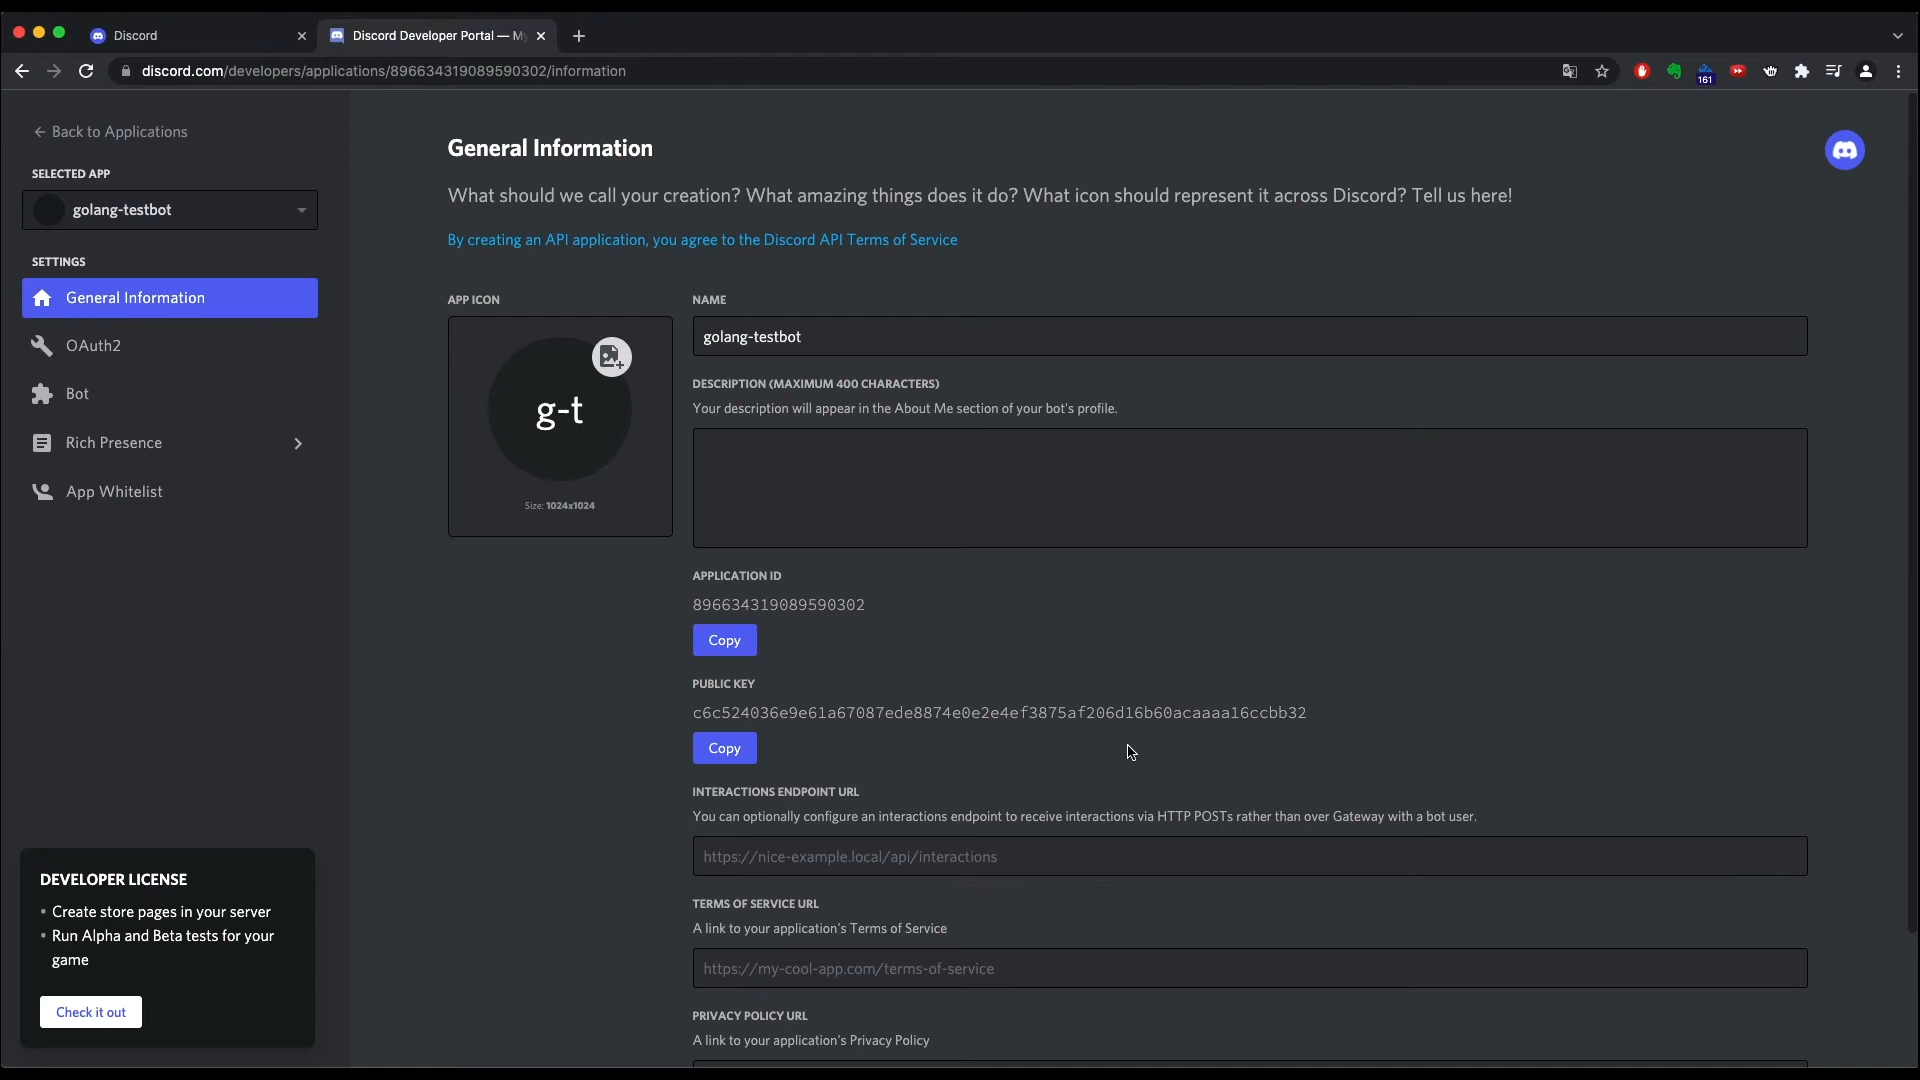 Discord
Discord Developer Portal — My
discord.com/developers/applications/896634319089590302/information
161
Back to Applications
SELECTED APP
golang-testbot
SETTINGS
General Information
OAuth2
Bot
Rich Presence
App Whitelist
DEVELOPER LICENSE
• Create store pages in your server
• Run Alpha and Beta tests for your
game
Check it out
General Information
What should we call your creation? What amazing things does it do? What icon should represent it across Discord? Tell us here!
By creating an API application, you agree to the Discord API Terms of Service
APP ICON
g-t
Size: 1024x1024
NAME
golang-testbot
DESCRIPTION (MAXIMUM 400 CHARACTERS)
Your description will appear in the About Me section of your bot's profile.
APPLICATION ID
896634319089590302
Copy
PUBLIC KEY
c6c524036e9e61a67087ede8874e0e2e4ef3875af206d16b60acaaaa16ccbb32
Copy
INTERACTIONS ENDPOINT URL
You can optionally configure an interactions endpoint to receive interactions via HTTP POSTs rather than over Gateway with a bot user.
https://nice-example.local/api/interactions
TERMS OF SERVICE URL
A link to your application's Terms of Service
https://my-cool-app.com/terms-of-service
PRIVACY POLICY URL
A link to your application's Privacy Policy